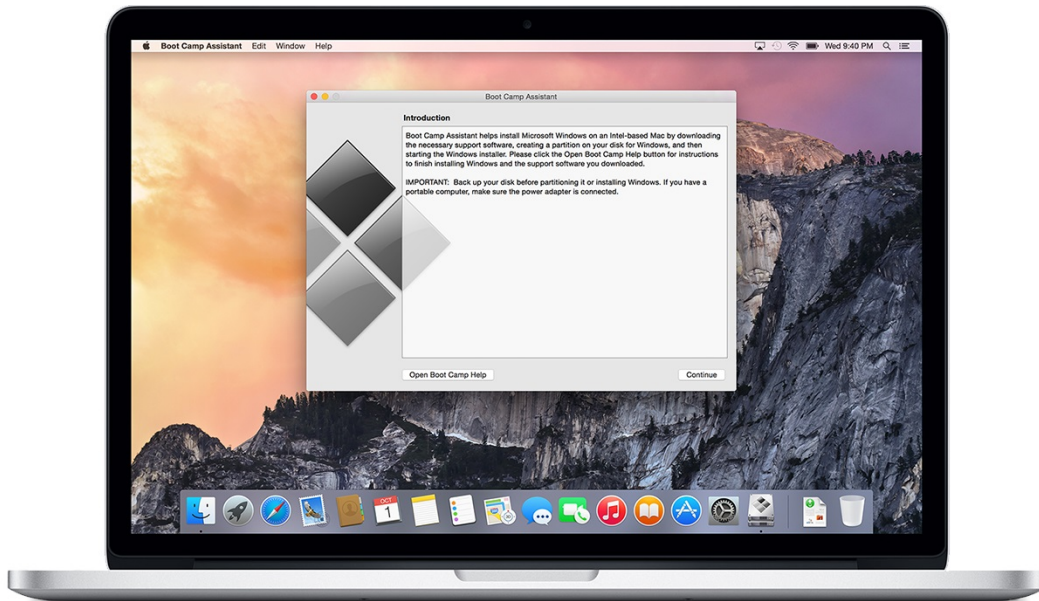 Boot Camp Assistant Edit Window Help
Wed 9:40 PM
Boot Camp Assistant
Introduction
Boot Camp Assistant helps install Microsoft Windows on an Intel-based Mac by downloading
the necessary support software, creating a partition on your disk for Windows, and then
starting the Windows installer. Please click the Open Boot Camp Help button for instructions
to finish installing Windows and the support software you downloaded.
IMPORTANT: Back up your disk before partitioning it or installing Windows. If you have a
portable computer, make sure the power adapter is connected.
Open Boot Camp Help
Continue
OCT
1